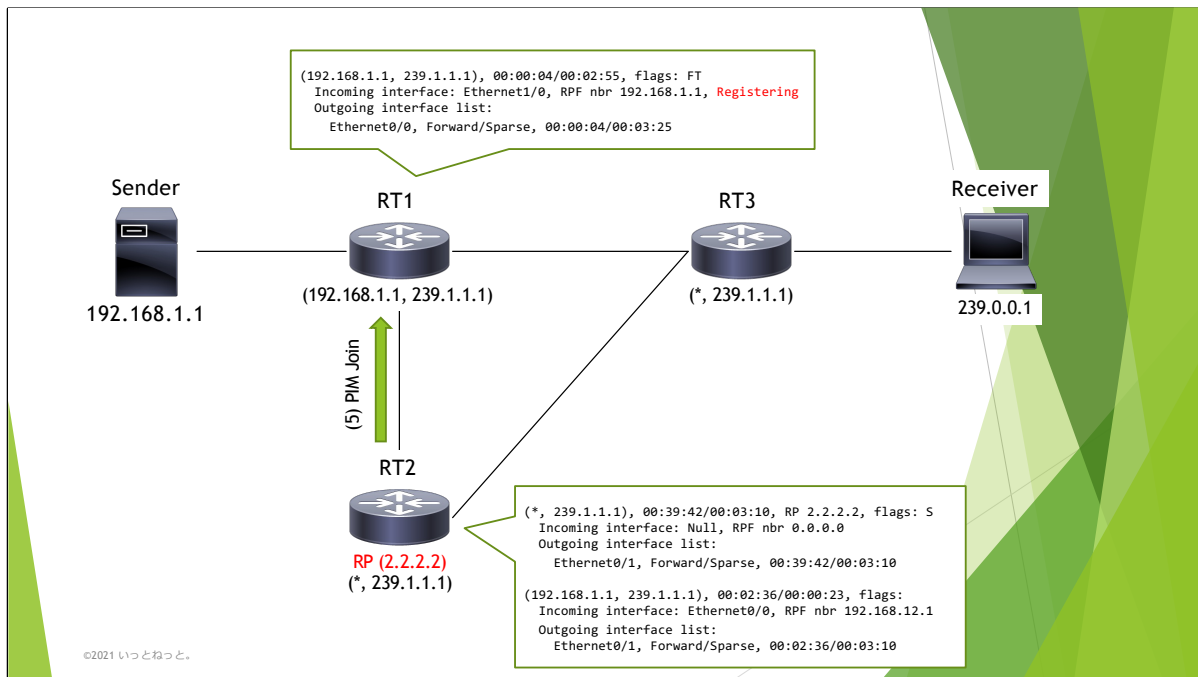 (192.168.1.1, 239.1.1.1), 00:00:04/00:02:55, flags: FT
Incoming interface: Ethernet1/0, RPF nbr 192.168.1.1, Registering
Outgoing interface list:
Ethernet0/0, Forward/Sparse, 00:00:04/00:03:25
Sender
RT1
RT3
Receiver
192.168.1.1
(192.168.1.1, 239.1.1.1)
(*, 239.1.1.1)
239.0.0.1
(5) PIM Join
RT2
RP (2.2.2.2)
(*, 239.1.1.1)
(*, 239.1.1.1), 00:39:42/00:03:10, RP 2.2.2.2, flags: S
Incoming interface: Null, RPF nbr 0.0.0.0
Outgoing interface list:
Ethernet0/1, Forward/Sparse, 00:39:42/00:03:10
(192.168.1.1, 239.1.1.1), 00:02:36/00:00:23, flags:
Incoming interface: Ethernet0/0, RPF nbr 192.168.12.1
Outgoing interface list:
Ethernet0/1, Forward/Sparse, 00:02:36/00:03:10
©2021 いっとねっと。